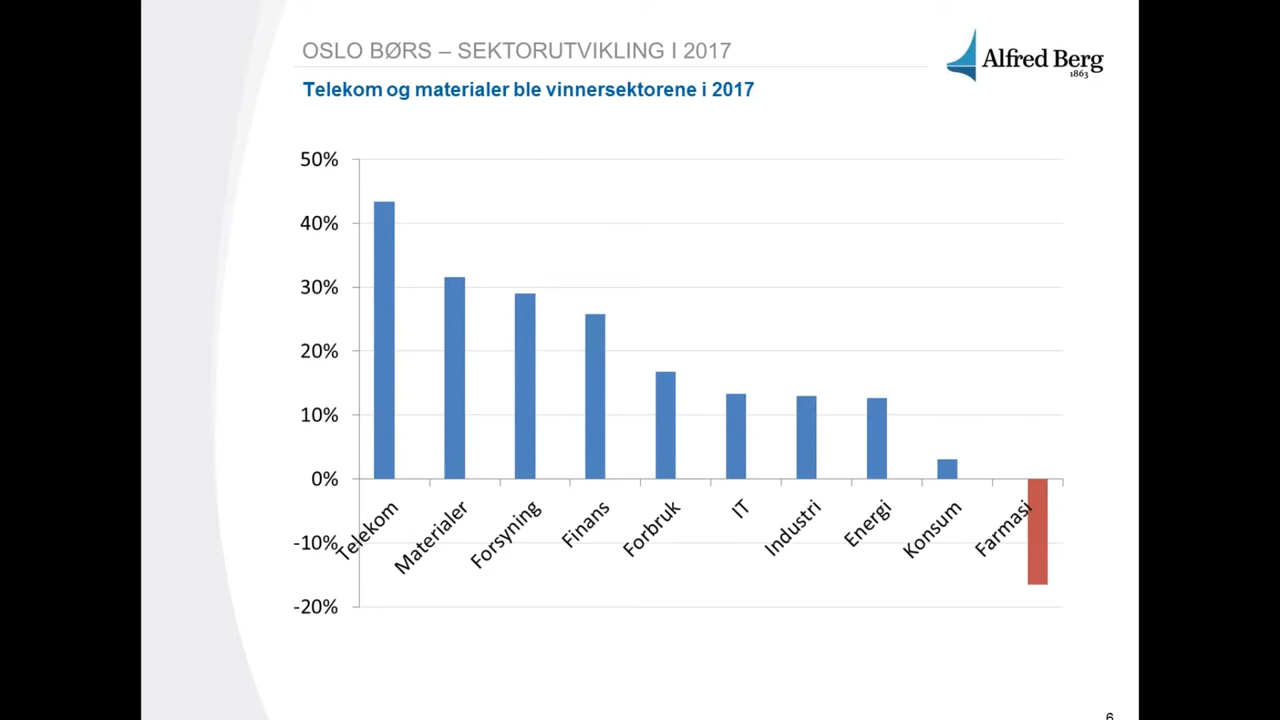 OSLO BØRS – SEKTORUTVIKLING I 2017
Alfred Berg
1863
Telekom og materialer ble vinnersektorene i 2017
50%
40%
30%
20%
10%
0%
-10%
-20%
Telekom
Materialer
Forsyning
Finans
Forbruk
IT
Industri
Energi
Konsum
Farmasi
6